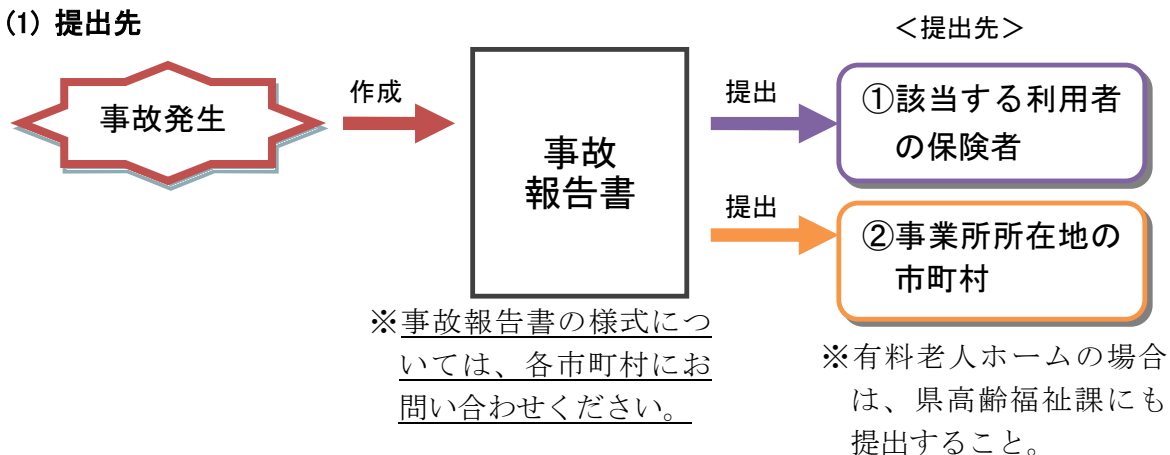 (1) 提出先
＜提出先＞
事故発生
作成
事故
報告書
提出
①該当する利用者
の保険者
提出
②事業所所在地の
市町村
※事故報告書の様式につ
いては、各市町村にお
問い合わせください。
※有料老人ホームの場合
は、県高齢福祉課にも
提出すること。